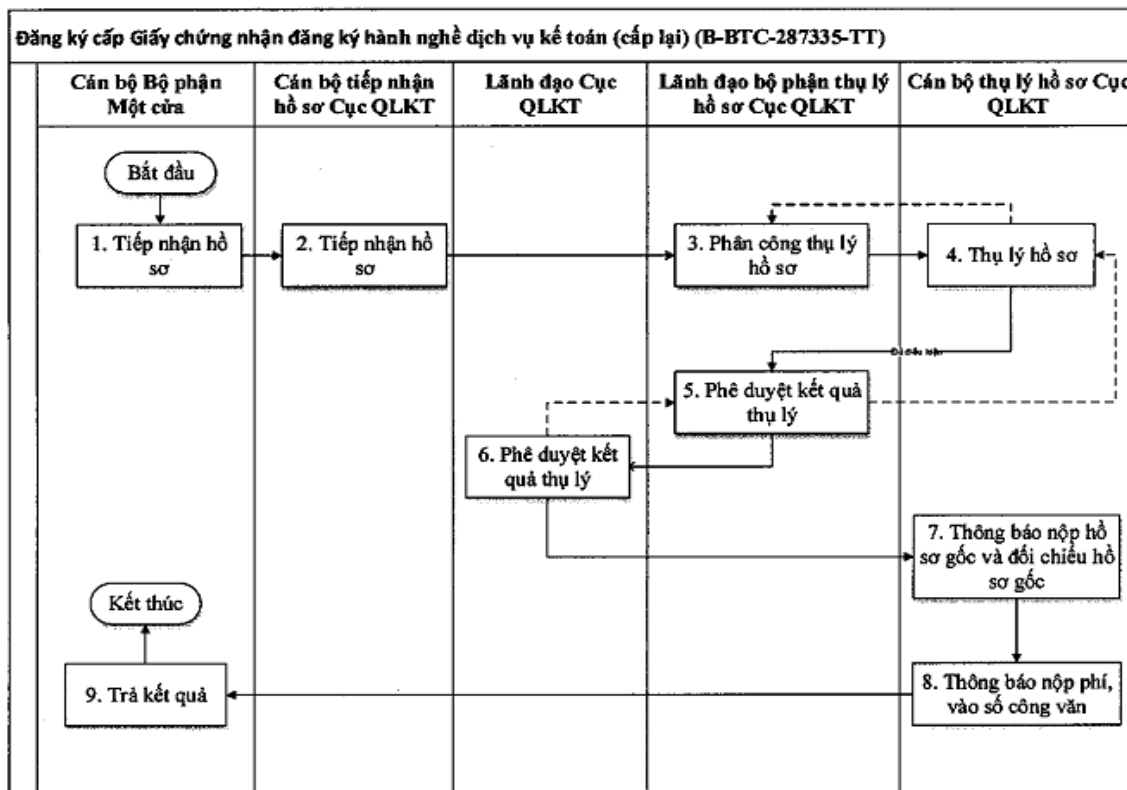 Đăng ký cấp Giấy chứng nhận đăng ký hành nghề dịch vụ kế toán (cấp lại) (B-BTC-287335-TT)
Cán bộ Bộ phận
Một cửa
Cán bộ tiếp nhận
hồ sơ Cục QLKT
Lãnh đạo Cục
QLKT
Lãnh đạo bộ phận thụ lý
hồ sơ Cục QLKT
Cán bộ thụ lý hồ sơ Cục
QLKT
Bắt đầu
1. Tiếp nhận hồ
sơ
2. Tiếp nhận hồ
sơ
3. Phân công thụ lý
hồ sơ
4. Thụ lý hồ sơ
5. Phê duyệt kết quả
thụ lý
6. Phê duyệt kết
quả thụ lý
7. Thông báo nộp hồ
sơ gốc và đối chiếu hồ
sơ gốc
8. Thông báo nộp phí,
vào số công văn
9. Trả kết quả
Kết thúc